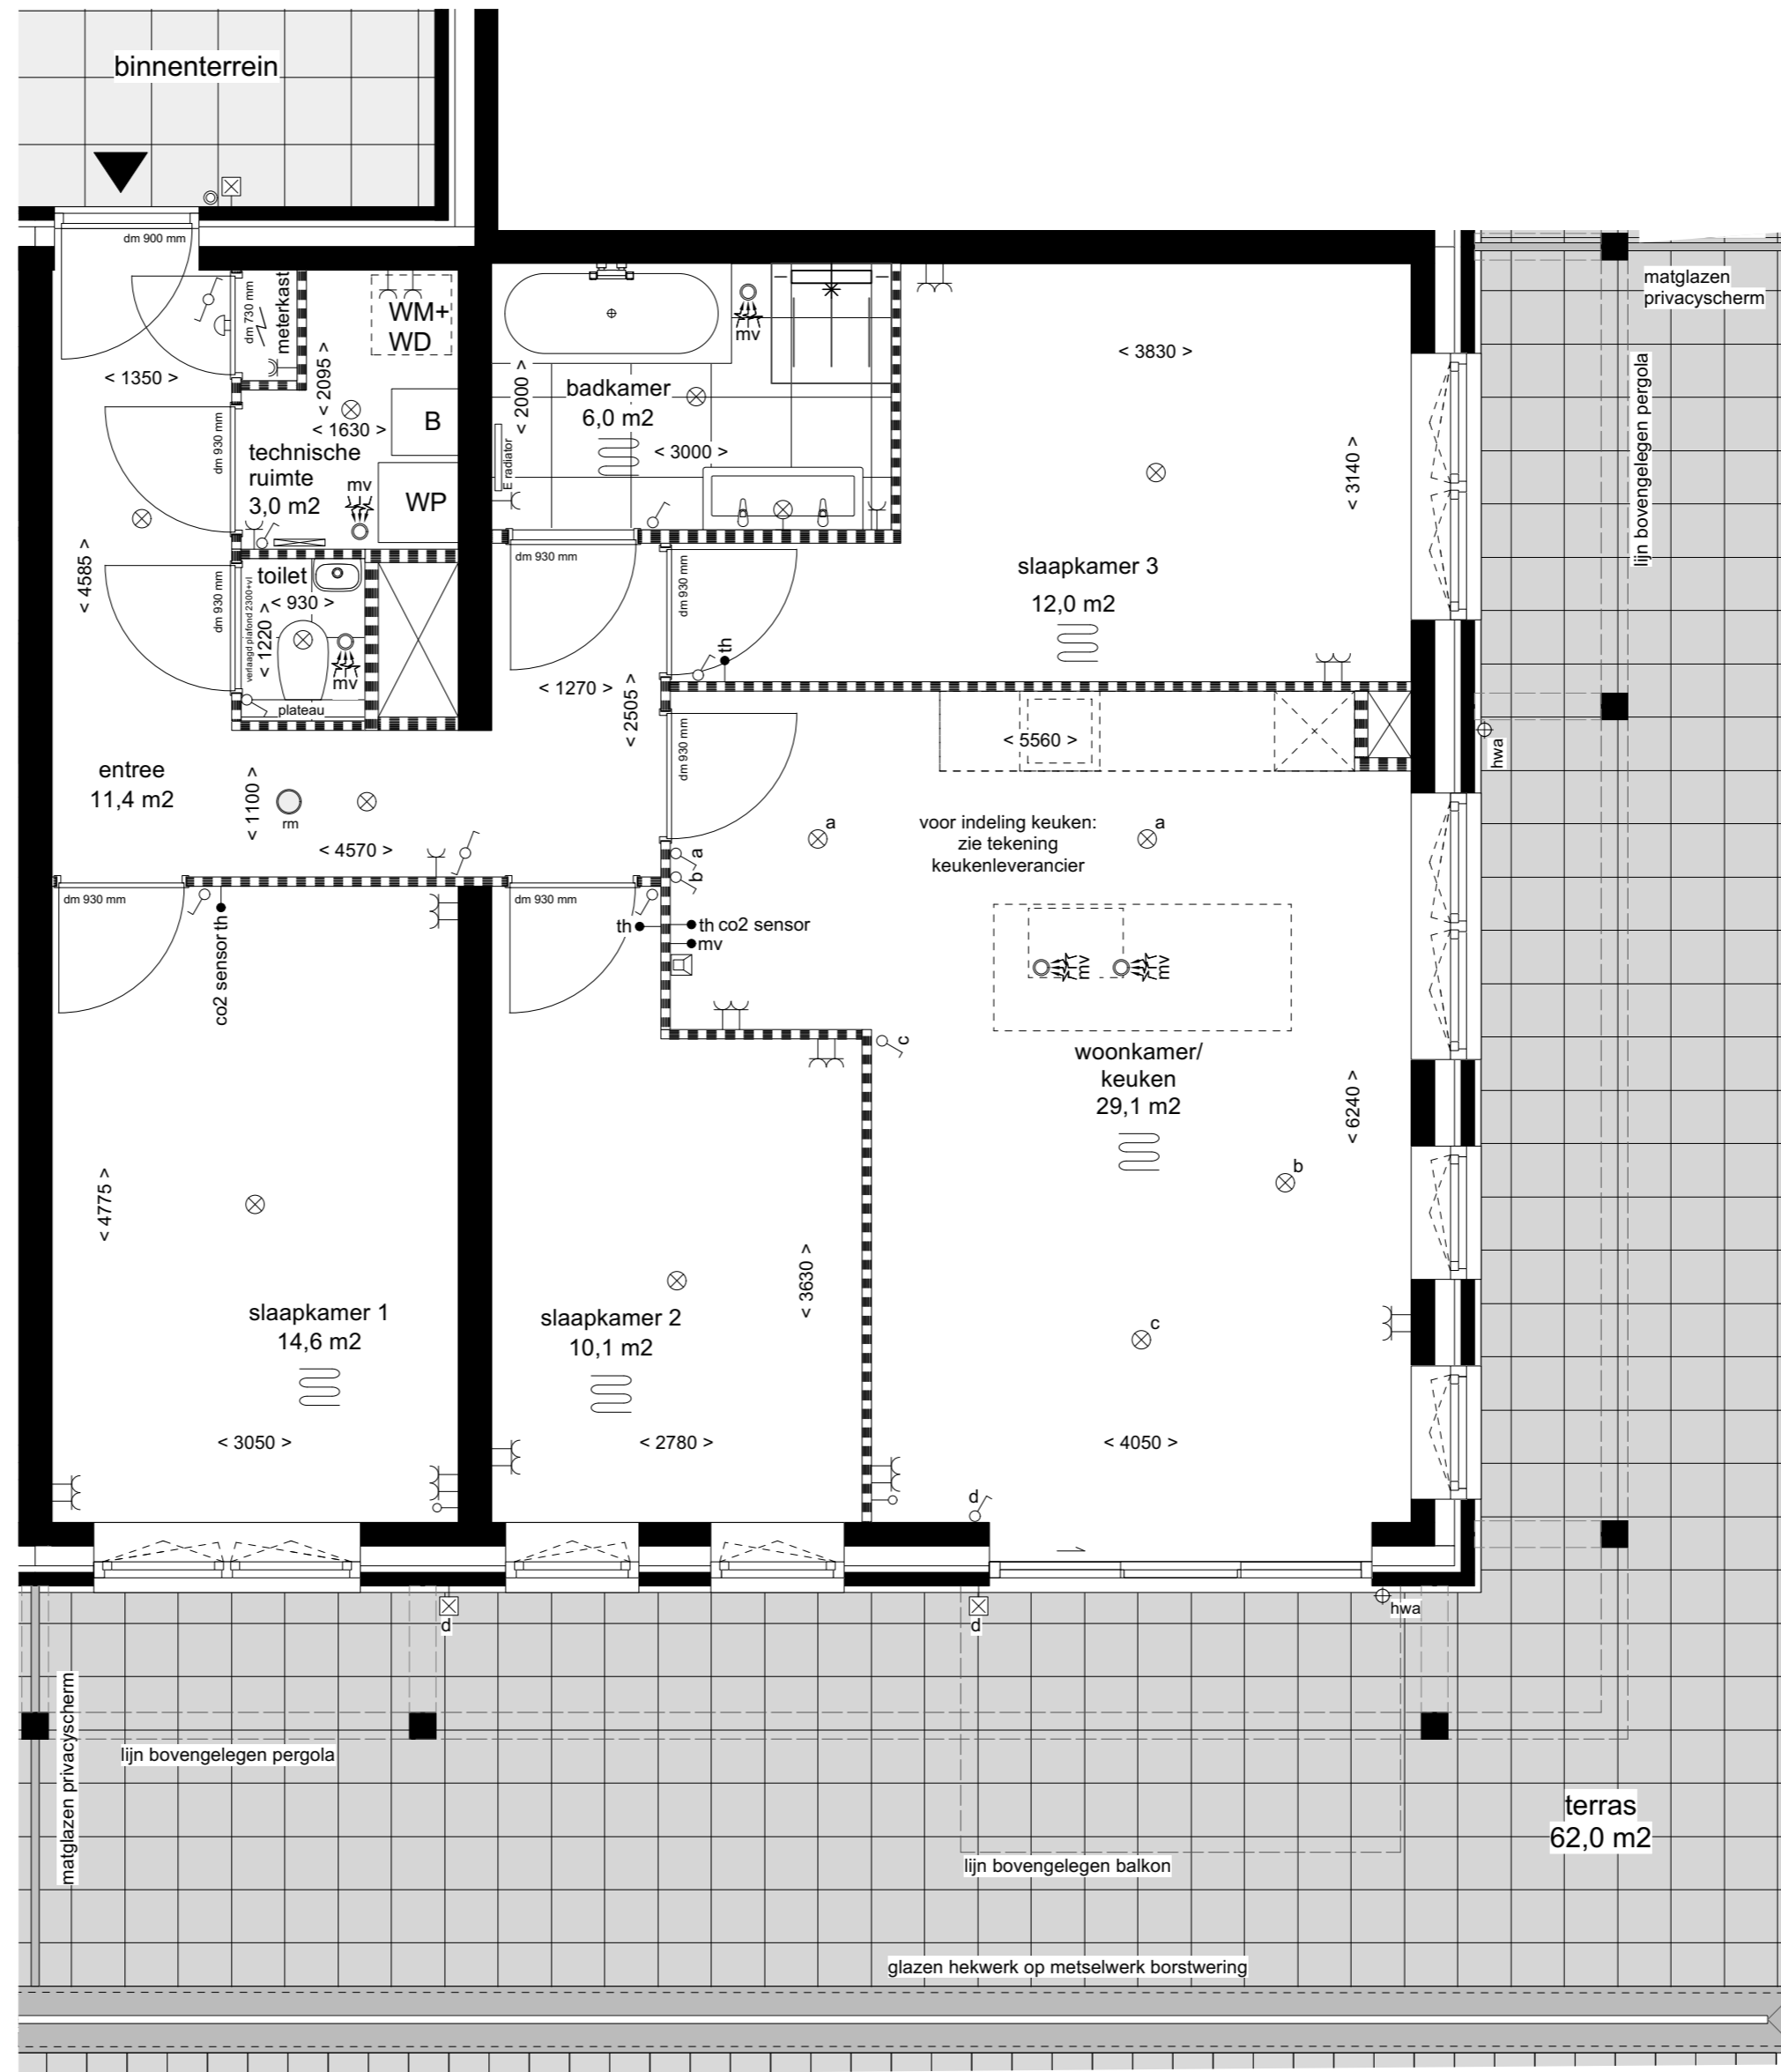 binnenterrein
dm 900 mm
matglazen
privacyscherm
lijn bovengelegen pergola
dm 730 mm
meterkast
WM+
WD
mv
< 3830 >
< 1350 >
< 2095 >
< 2000 >
badkamer
6,0 m2
B
< 1630 >
< 3000 >
technische
ruimte
3,0 m2
mv
WP
E radiator
dm 930 mm
< 3140 >
< 4585 >
toilet
< 930 >
< 1220 >
verlaagd plafond 2300+vl
mv
plateau
dm 930 mm
dm 930 mm
dm 930 mm
th
slaapkamer 3
12,0 m2
< 1270 >
< 2505 >
dm 930 mm
< 5560 >
hwa
entree
11,4 m2
< 1100 >
rm
< 4570 >
a
a
voor indeling keuken:
zie tekening
keukenleverancier
a
b
dm 930 mm
dm 930 mm
co2 sensor th
th
th co2 sensor
mv
mv
mv
c
woonkamer/
keuken
29,1 m2
< 6240 >
b
< 4775 >
< 3630 >
slaapkamer 1
14,6 m2
slaapkamer 2
10,1 m2
c
< 3050 >
< 2780 >
< 4050 >
d
d
d
hwa
matglazen privacyscherm
lijn bovengelegen pergola
terras
62,0 m2
lijn bovengelegen balkon
glazen hekwerk op metselwerk borstwering